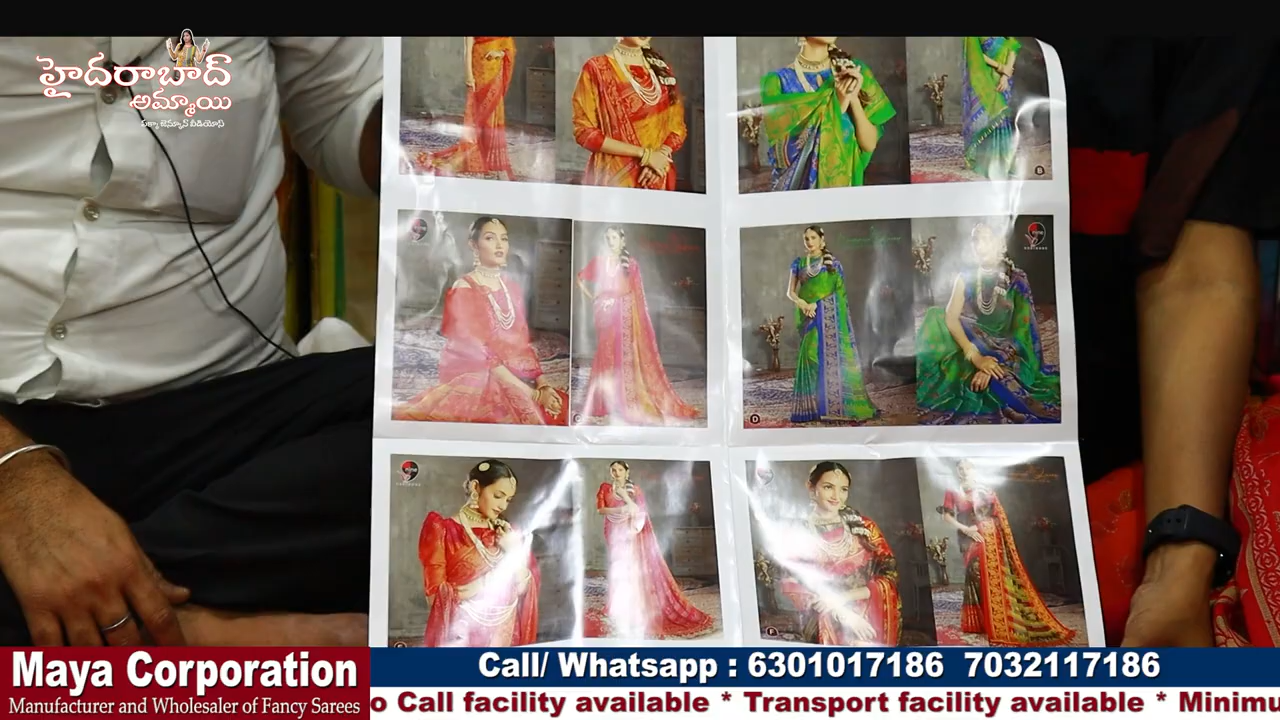 హైదరాబాద్
అమ్మాయి
D
F
B
Maya Corporation
Manufacturer and Wholesaler of Fancy Sarees
Call/ Whatsapp : 6301017186 7032117186
o Call facility available * Transport facility available * Minimu